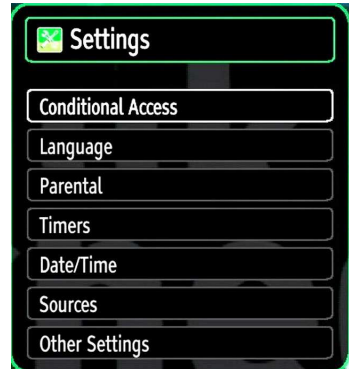 Settings
Conditional Access
Language
Parental
Timers
Date/Time
Sources
Other Settings